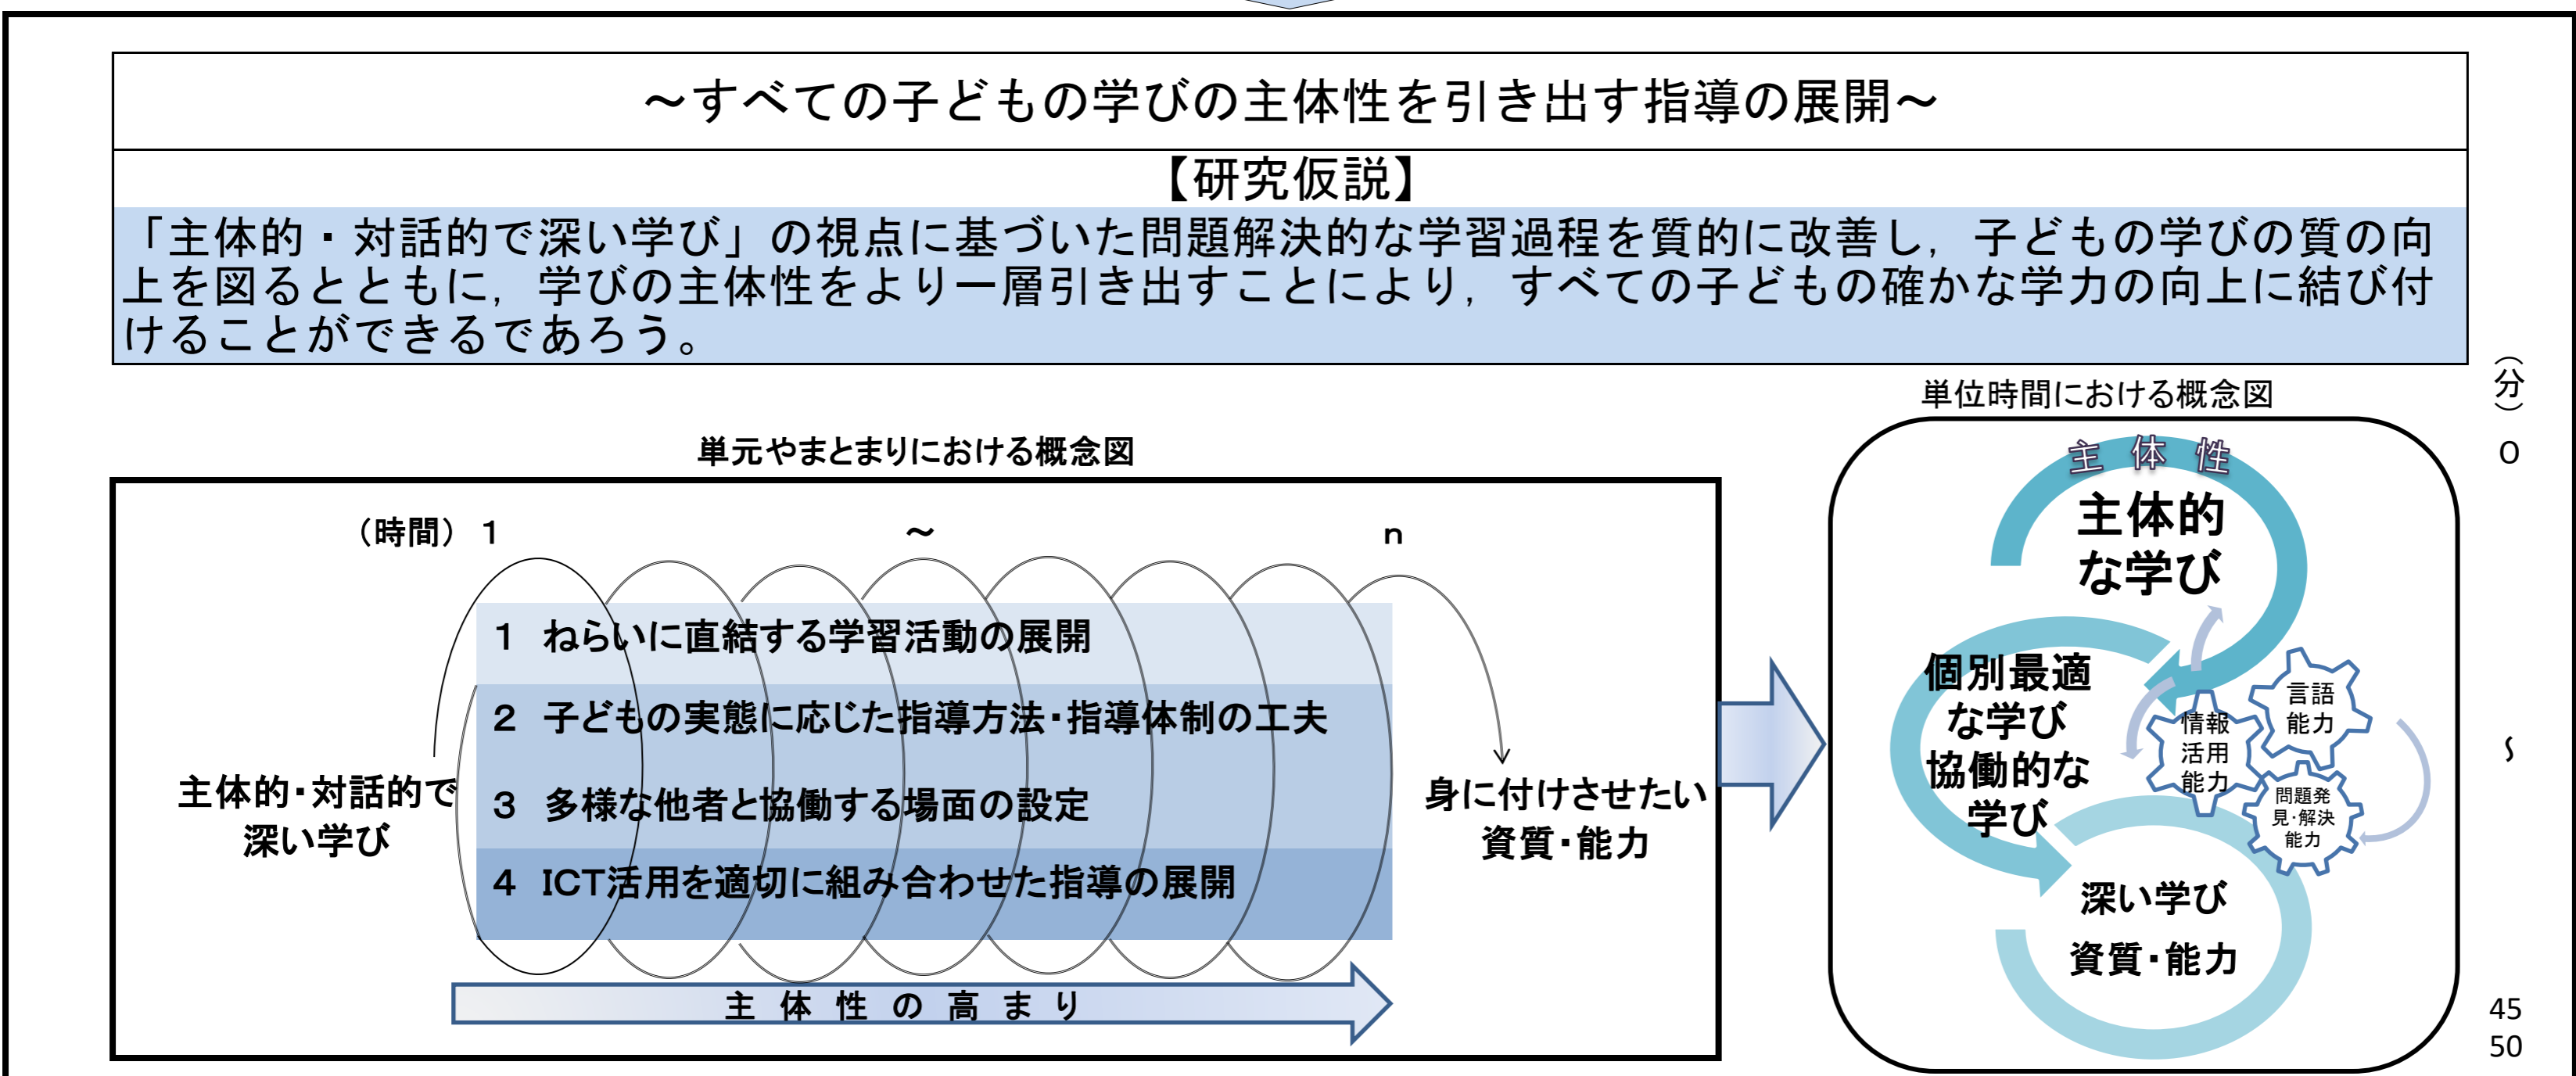 ～すべての子どもの学びの主体性を引き出す指導の展開～
【研究仮説】
「主体的・対話的で深い学び」の視点に基づいた問題解決的な学習過程を質的に改善し，子どもの学びの質の向
上を図るとともに，学びの主体性をより一層引き出すことにより，すべての子どもの確かな学力の向上に結び付
けることができるであろう。
単元やまとまりにおける概念図
（時間）１　～　ｎ
１　ねらいに直結する学習活動の展開
２　子どもの実態に応じた指導方法・指導体制の工夫
３　多様な他者と協働する場面の設定
４　ICT活用を適切に組み合わせた指導の展開
主体的・対話的で
深い学び
身に付けさせたい
資質・能力
主体性の高まり
単位時間における概念図
主体性
主体的
な学び
個別最適
な学び
協働的な
学び
言語
能力
情報
活用
能力
問題発
見・解決
能力
深い学び
資質・能力
（分）
0
～
45
50